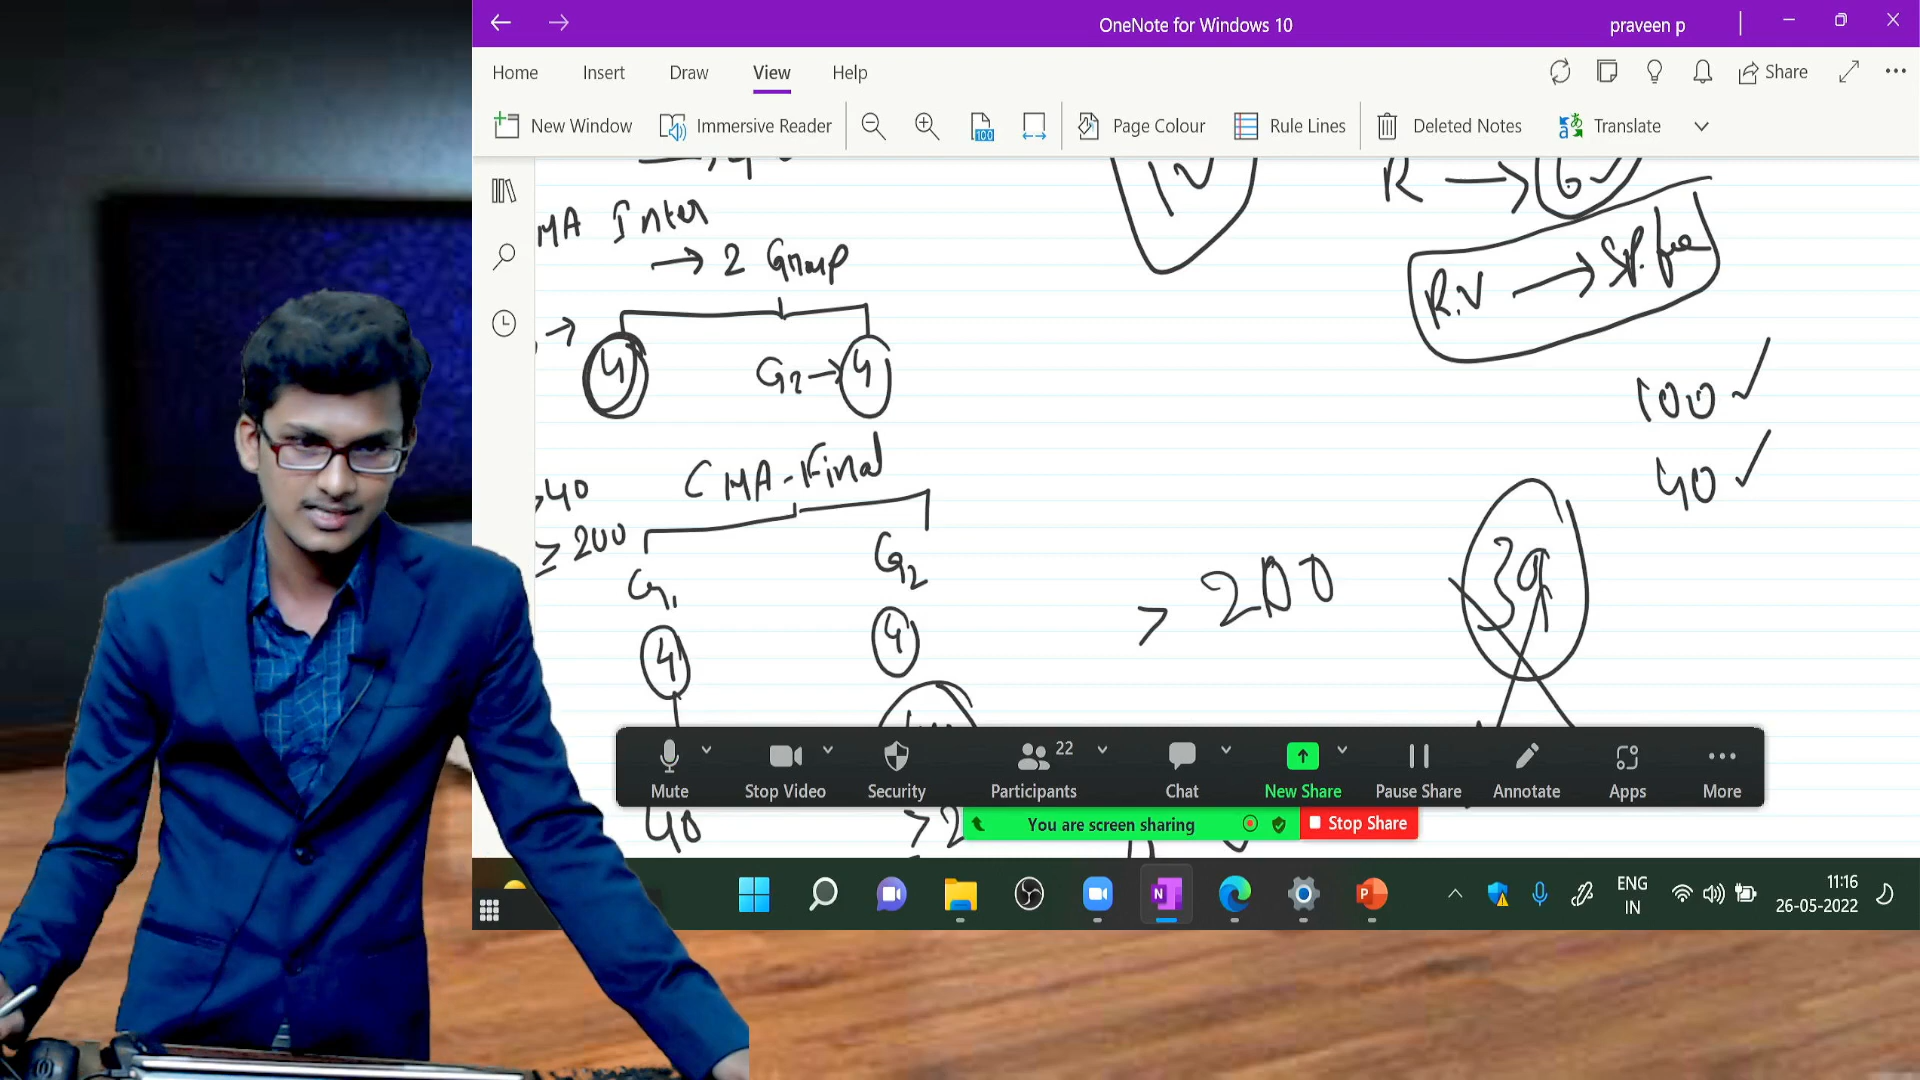 OneNote for Windows 10
praveen p
Home Insert Draw View Help
Share
New Window Immersive Reader 100 Page Colour Rule Lines Deleted Notes Translate
R → 6 ✓
MA Inter
→ 2 Group
R.V → SP. fee
→ 4 G2 → 4
100 ✓
CMA-Final
40 ✓
40
≥ 200
G1 G2
> 200
39
4 4
22
Mute Stop Video Security Participants Chat New Share Pause Share Annotate Apps More
40
> 2
You are screen sharing Stop Share
ENG
IN
11:16
26-05-2022